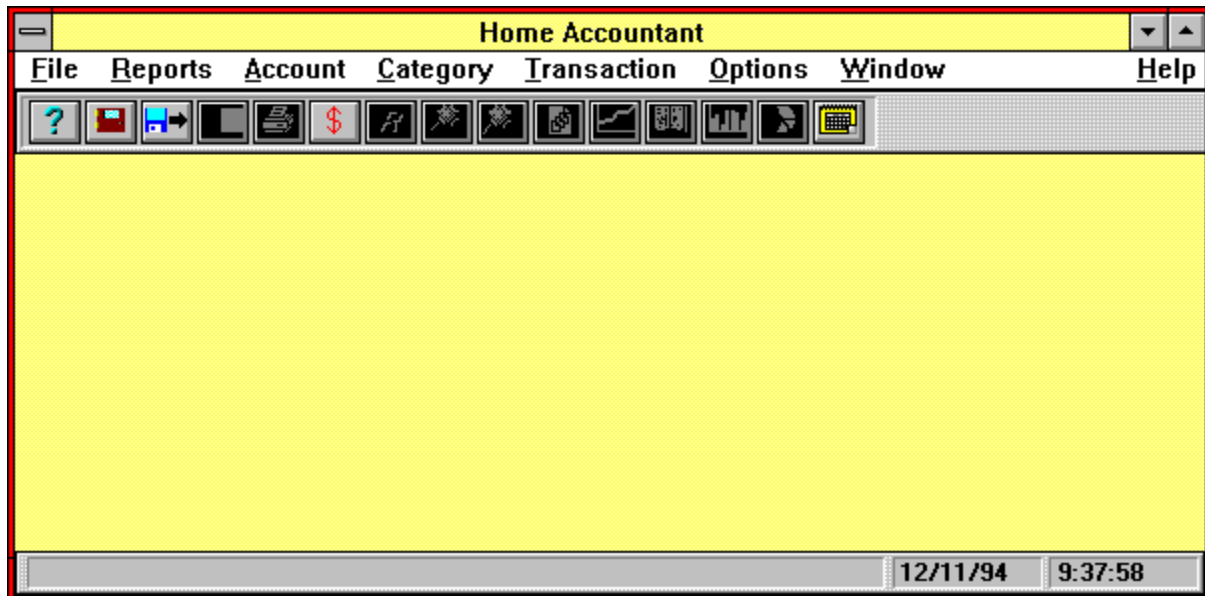 Home Accountant
File Reports Account Category Transaction Options Window Help
? $
12/11/94 9:37:58